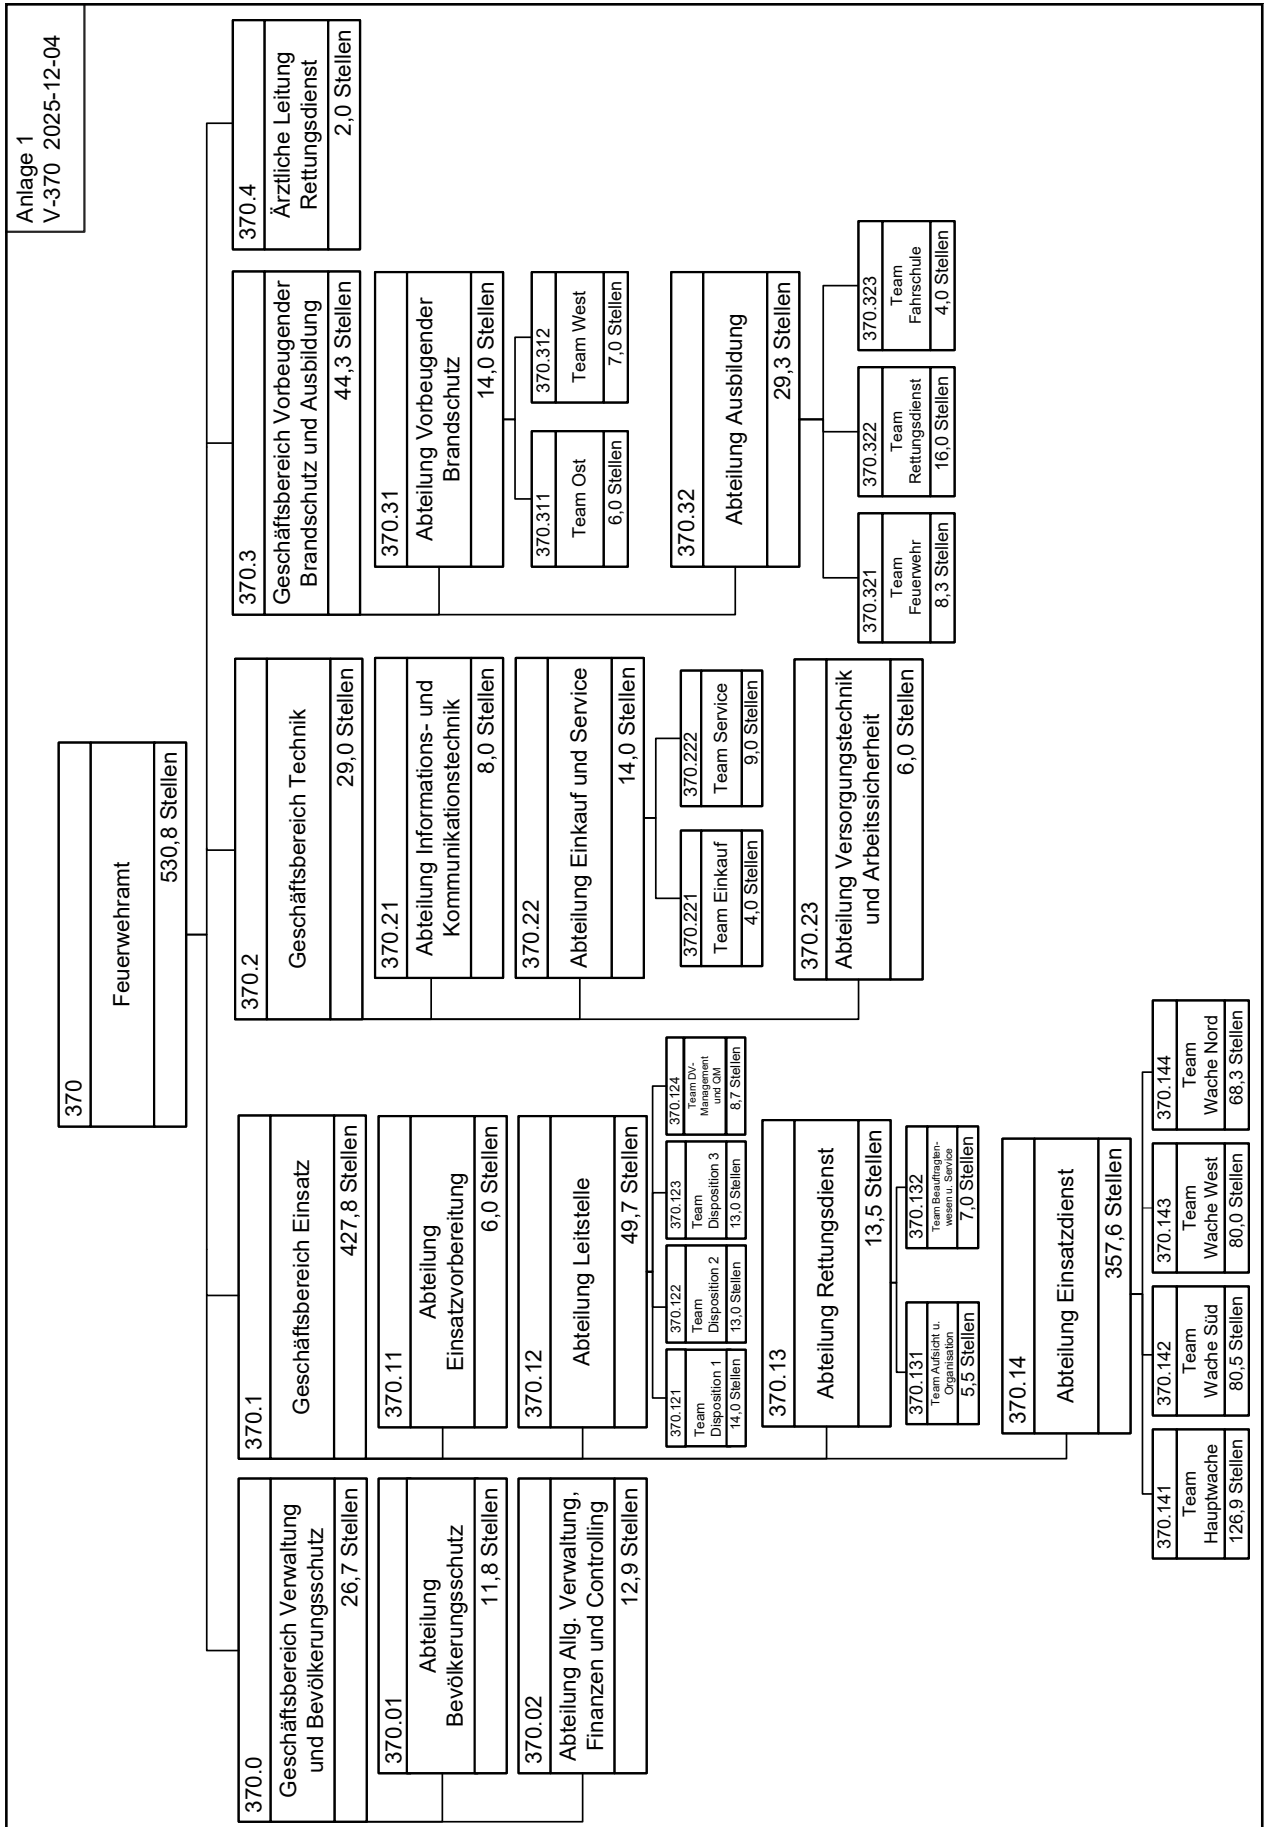 Anlage 1
V-370 2025-12-04
370
Feuerwehramt
530,8 Stellen
370.0
Geschäftsbereich Verwaltung
und Bevölkerungsschutz
26,7 Stellen
370.01
Abteilung
Bevölkerungsschutz
11,8 Stellen
370.02
Abteilung Allg. Verwaltung,
Finanzen und Controlling
12,9 Stellen
370.1
Geschäftsbereich Einsatz
427,8 Stellen
370.11
Abteilung
Einsatzvorbereitung
6,0 Stellen
370.12
Abteilung Leitstelle
49,7 Stellen
370.121
Team
Disposition 1
14,0 Stellen
370.122
Team
Disposition 2
13,0 Stellen
370.123
Team
Disposition 3
13,0 Stellen
370.124
Team DV-
Management
und QM
8,7 Stellen
370.13
Abteilung Rettungsdienst
13,5 Stellen
370.131
Team Aufsicht u.
Organisation
5,5 Stellen
370.132
Team Beauftragten-
wesen u. Service
7,0 Stellen
370.14
Abteilung Einsatzdienst
357,6 Stellen
370.141
Team
Hauptwache
126,9 Stellen
370.142
Team
Wache Süd
80,5 Stellen
370.143
Team
Wache West
80,0 Stellen
370.144
Team
Wache Nord
68,3 Stellen
370.2
Geschäftsbereich Technik
29,0 Stellen
370.21
Abteilung Informations- und
Kommunikationstechnik
8,0 Stellen
370.22
Abteilung Einkauf und Service
14,0 Stellen
370.221
Team Einkauf
4,0 Stellen
370.222
Team Service
9,0 Stellen
370.23
Abteilung Versorgungstechnik
und Arbeitssicherheit
6,0 Stellen
370.3
Geschäftsbereich Vorbeugender
Brandschutz und Ausbildung
44,3 Stellen
370.31
Abteilung Vorbeugender
Brandschutz
14,0 Stellen
370.311
Team Ost
6,0 Stellen
370.312
Team West
7,0 Stellen
370.32
Abteilung Ausbildung
29,3 Stellen
370.321
Team
Feuerwehr
8,3 Stellen
370.322
Team
Rettungsdienst
16,0 Stellen
370.323
Team
Fahrschule
4,0 Stellen
370.4
Ärztliche Leitung
Rettungsdienst
2,0 Stellen